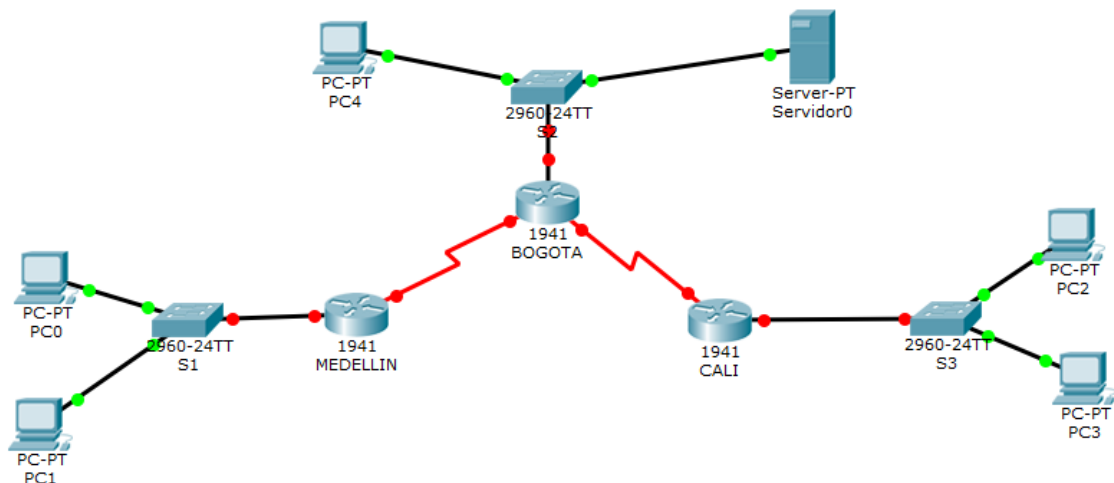 PC-PT
PC4
2960-24TT
S2
Server-PT
Servidor0
1941
BOGOTA
PC-PT
PC0
2960-24TT
S1
1941
MEDELLIN
PC-PT
PC1
1941
CALI
2960-24TT
S3
PC-PT
PC2
PC-PT
PC3